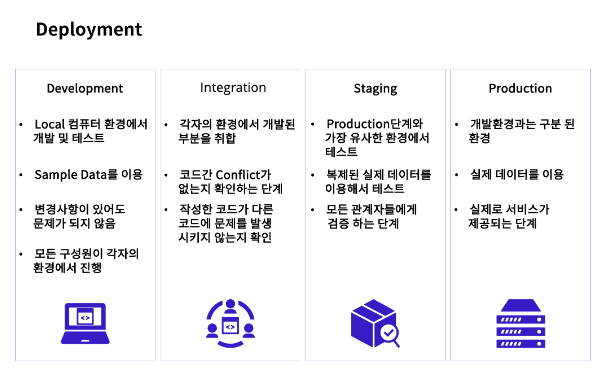 Deployment
Development
• Local 컴퓨터 환경에서
개발 및 테스트
• Sample Data를 이용
• 변경사항이 있어도
문제가 되지 않음
• 모든 구성원이 각자의
환경에서 진행
Integration
• 각자의 환경에서 개발된
부분을 취합
• 코드간 Conflict가
없는지 확인하는 단계
• 작성한 코드가 다른
코드에 문제를 발생
시키지 않는지 확인
Staging
• Production단계와
가장 유사한 환경에서
테스트
• 복제된 실제 데이터를
이용해서 테스트
• 모든 관계자들에게
검증 하는 단계
Production
• 개발환경과는 구분 된
환경
• 실제 데이터를 이용
• 실제로 서비스가
제공되는 단계